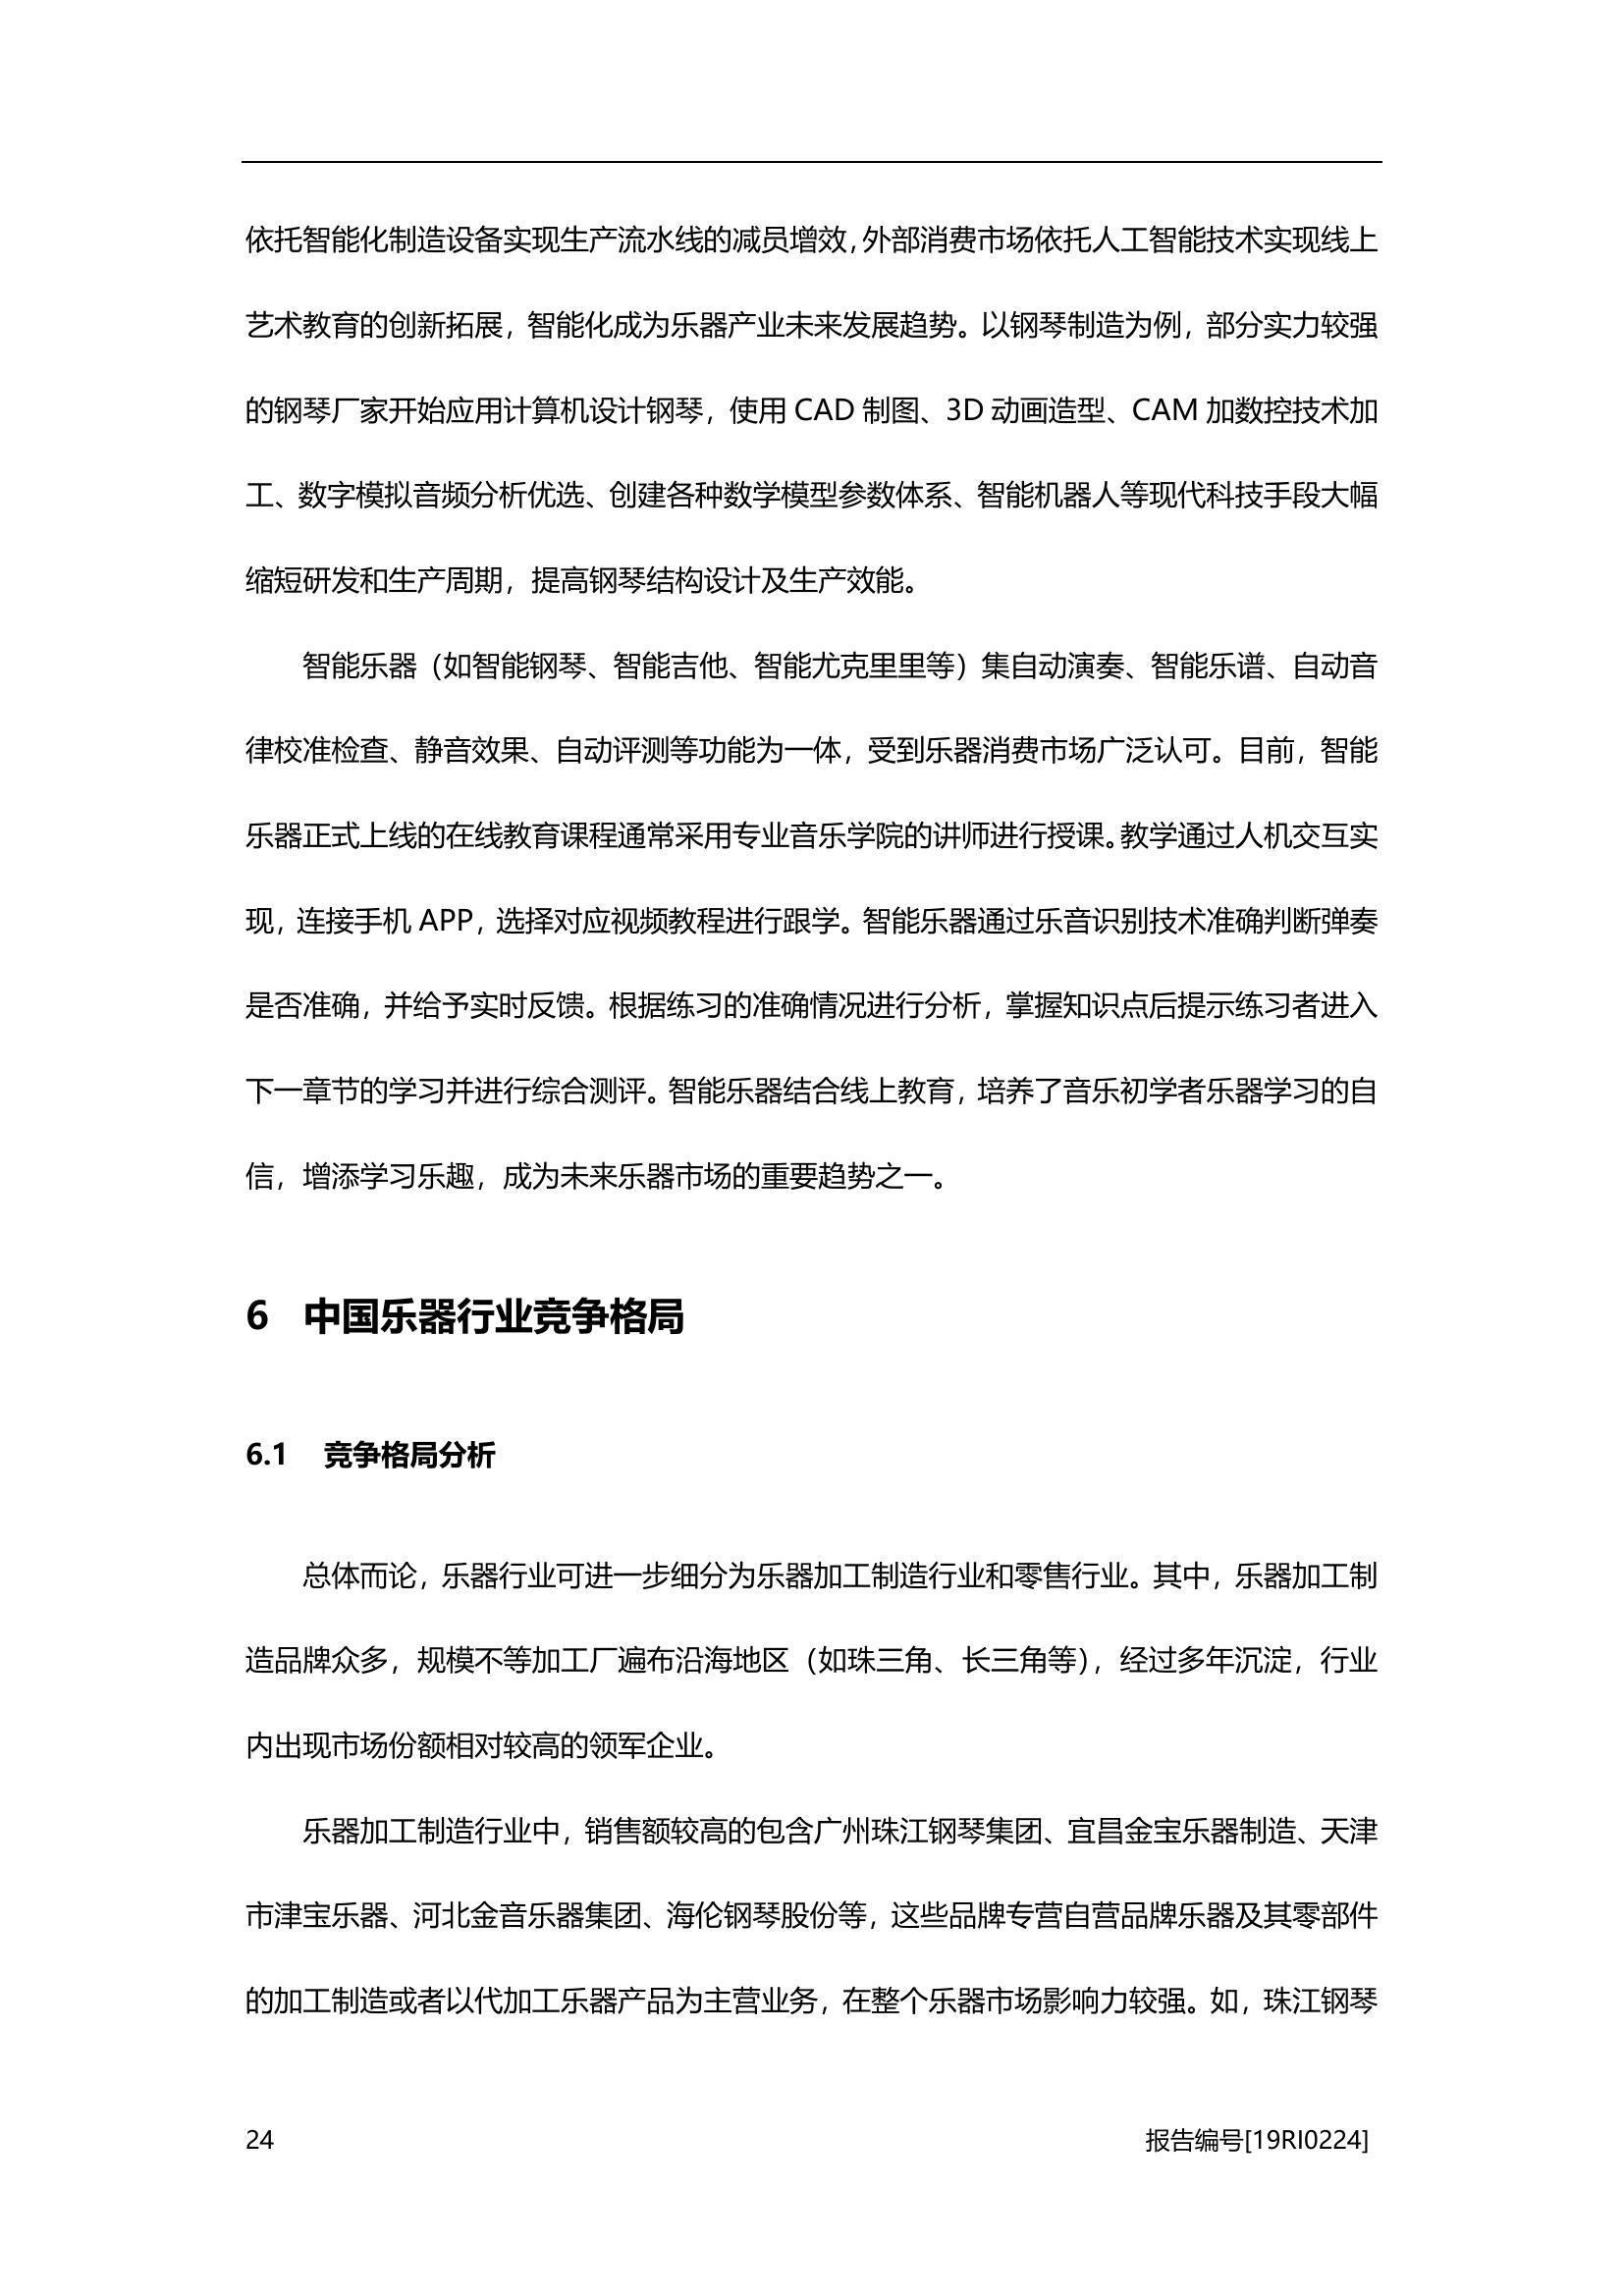 依托智能化制造设备实现生产流水线的减员增效，外部消费市场依托人工智能技术实现线上
艺术教育的创新拓展，智能化成为乐器产业未来发展趋势。以钢琴制造为例，部分实力较强
的钢琴厂家开始应用计算机设计钢琴，使用 CAD 制图、3D 动画造型、CAM 加数控技术加
工、数字模拟音频分析优选、创建各种数学模型参数体系、智能机器人等现代科技手段大幅
缩短研发和生产周期，提高钢琴结构设计及生产效能。
智能乐器（如智能钢琴、智能吉他、智能尤克里里等）集自动演奏、智能乐谱、自动音
律校准检查、静音效果、自动评测等功能为一体，受到乐器消费市场广泛认可。目前，智能
乐器正式上线的在线教育课程通常采用专业音乐学院的讲师进行授课。教学通过人机交互实
现，连接手机 APP，选择对应视频教程进行跟学。智能乐器通过乐音识别技术准确判断弹奏
是否准确，并给予实时反馈。根据练习的准确情况进行分析，掌握知识点后提示练习者进入
下一章节的学习并进行综合测评。智能乐器结合线上教育，培养了音乐初学者乐器学习的自
信，增添学习乐趣，成为未来乐器市场的重要趋势之一。
6 中国乐器行业竞争格局
6.1 竞争格局分析
总体而论，乐器行业可进一步细分为乐器加工制造行业和零售行业。其中，乐器加工制
造品牌众多，规模不等加工厂遍布沿海地区（如珠三角、长三角等），经过多年沉淀，行业
内出现市场份额相对较高的领军企业。
乐器加工制造行业中，销售额较高的包含广州珠江钢琴集团、宜昌金宝乐器制造、天津
市津宝乐器、河北金音乐器集团、海伦钢琴股份等，这些品牌专营自营品牌乐器及其零部件
的加工制造或者以代加工乐器产品为主营业务，在整个乐器市场影响力较强。如，珠江钢琴
24 报告编号[19RI0224]